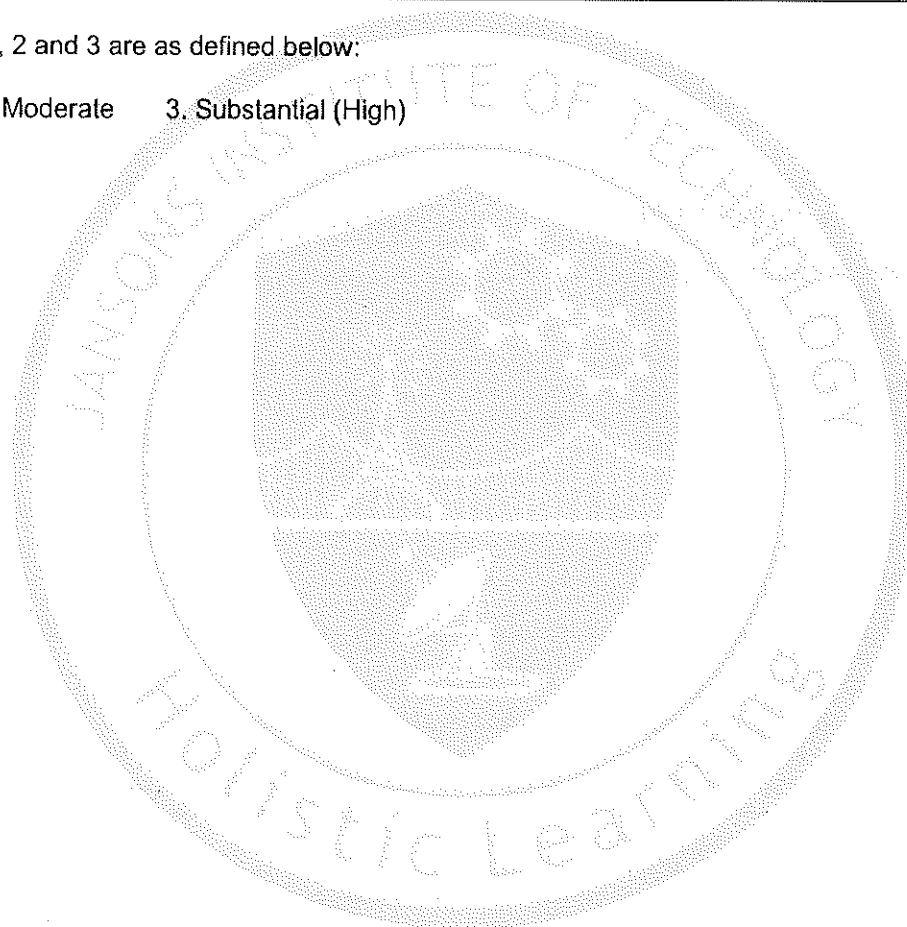 , 2 and 3 are as defined below:
Moderate 3. Substantial (High)
JANSONS INSTITUTE OF TECHNOLOGY
Holistic Learning